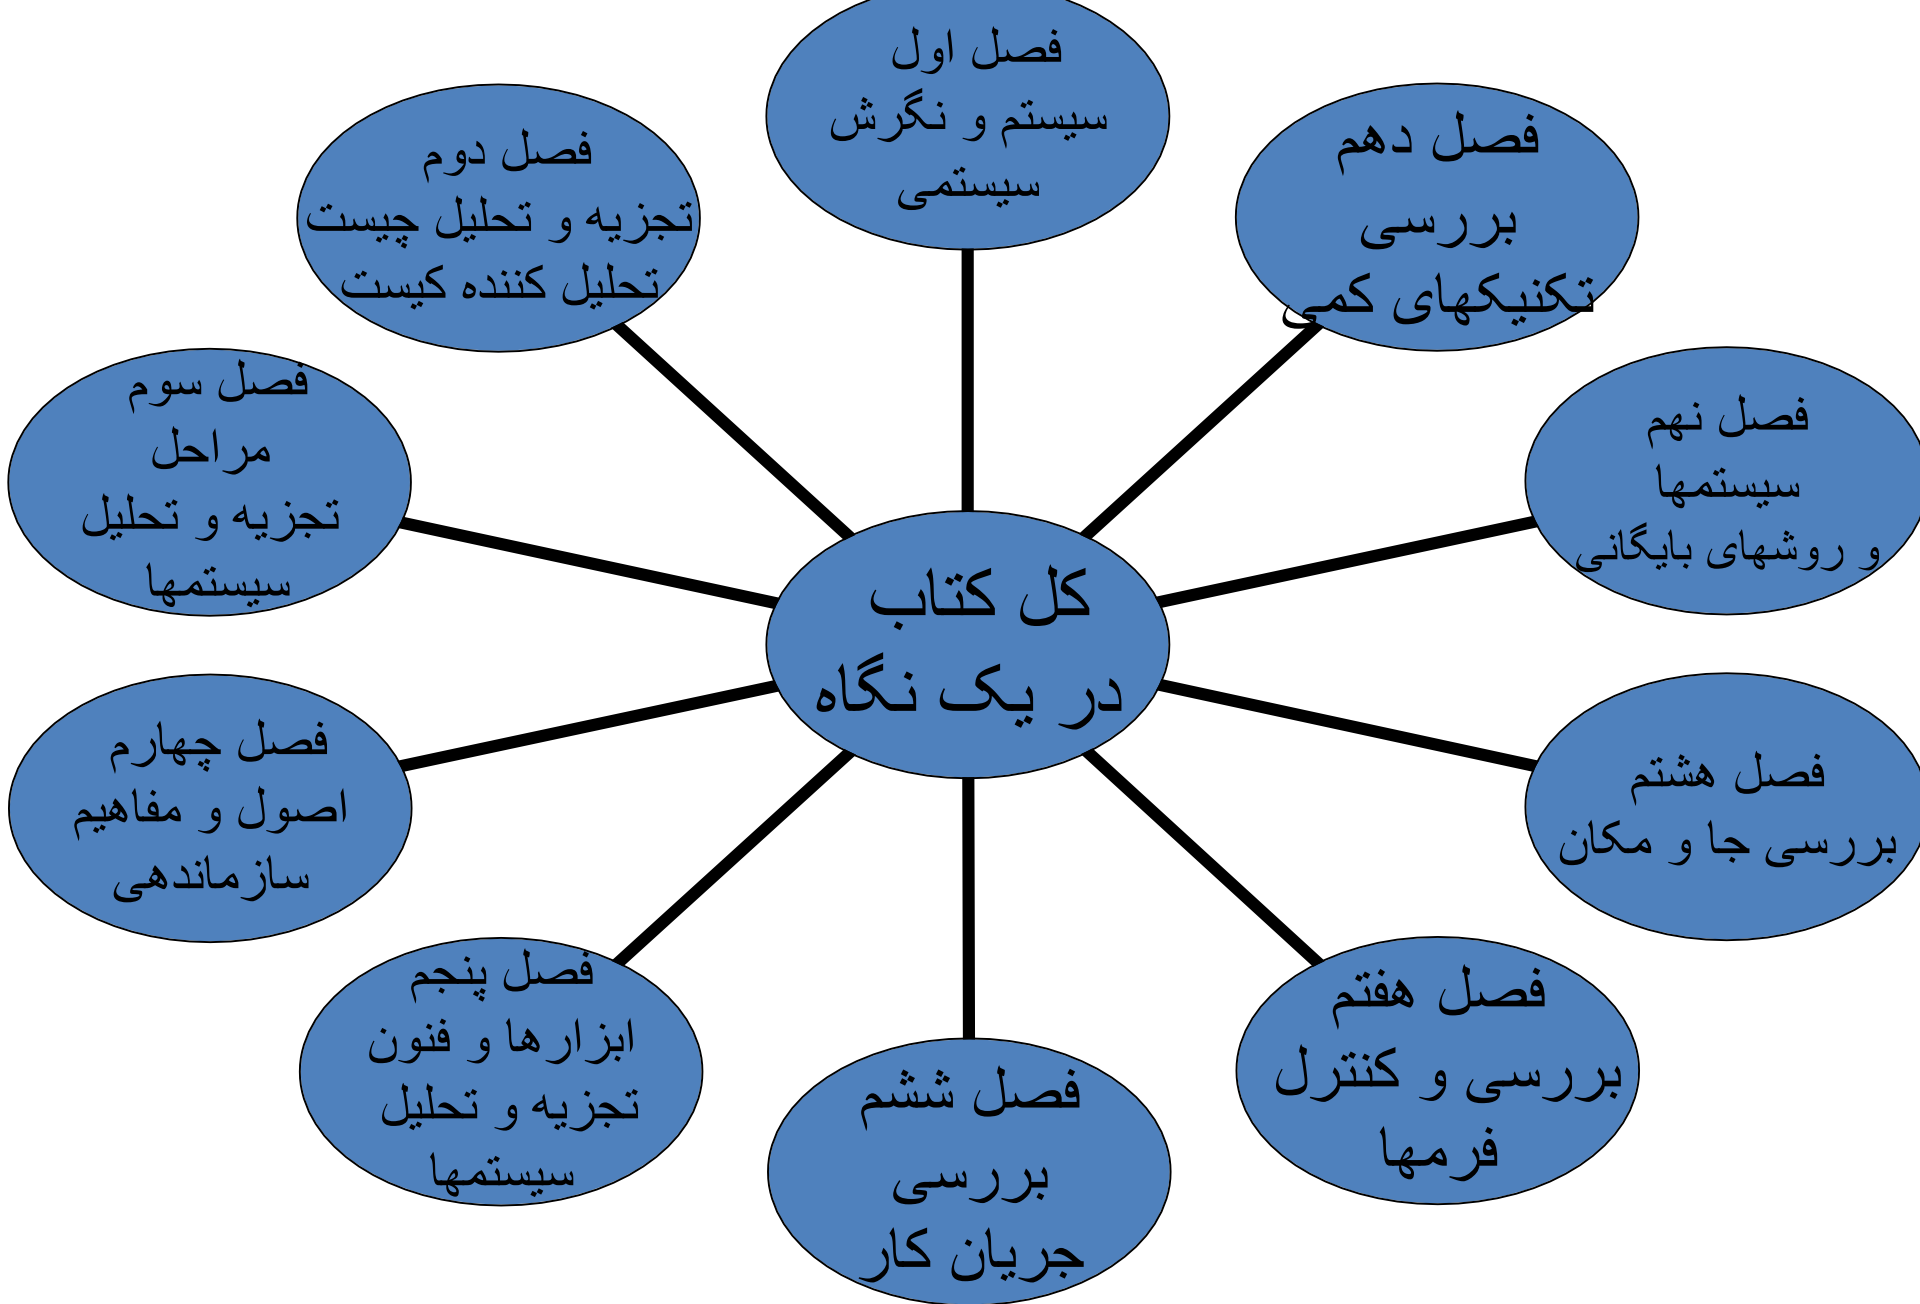 کل کتاب
در یک نگاه
فصل اول
سیستم و نگرش
سیستمی
فصل دوم
تجزیه و تحلیل چیست
تحلیل کننده کیست
فصل سوم
مراحل
تجزیه و تحلیل
سیستمها
فصل چهارم
اصول و مفاهیم
سازماندهی
فصل پنجم
ابزارها و فنون
تجزیه و تحلیل
سیستمها
فصل ششم
بررسی
جریان کار
فصل هفتم
بررسی و کنترل
فرمها
فصل هشتم
بررسی جا و مکان
فصل نهم
سیستمها
و روشهای بایگانی
فصل دهم
بررسی
تکنیکهای کمی